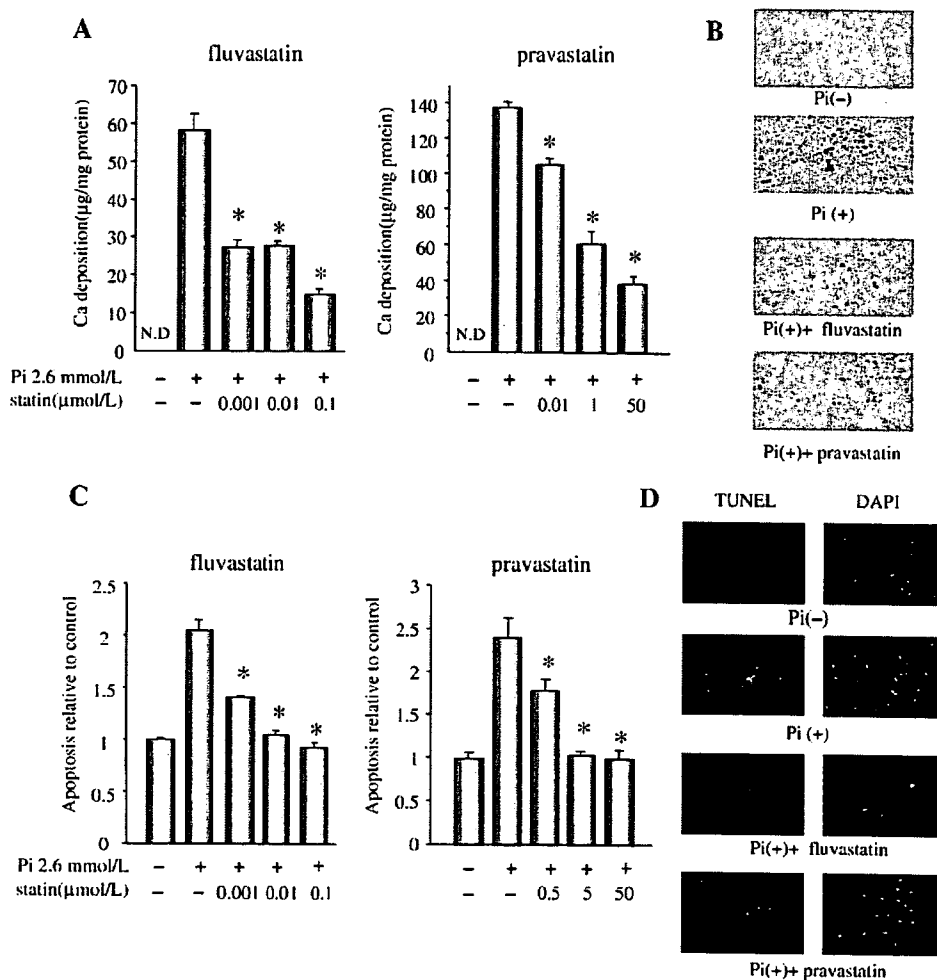 A
fluvastatin
Ca deposition(μg/mg protein)
70
60
50
40
30
20
10
0
N.D
*
*
*
Pi 2.6 mmol/L
− + + + +
statin(μmol/L)
− − 0.001 0.01 0.1
pravastatin
Ca deposition(μg/mg protein)
140
120
100
80
60
40
20
0
N.D
*
*
*
− + + + +
− − 0.01 1 50
B
Pi(−)
Pi (+)
Pi(+)+ fluvastatin
Pi(+)+ pravastatin
C
fluvastatin
Apoptosis relative to control
2.5
2
1.5
1
0.5
0
*
*
*
Pi 2.6 mmol/L
− + + + +
statin(μmol/L)
− − 0.001 0.01 0.1
pravastatin
Apoptosis relative to control
3
2.5
2
1.5
1
0.5
0
*
*
*
− + + + +
− − 0.5 5 50
D
TUNEL DAPI
Pi(−)
Pi (+)
Pi(+)+ fluvastatin
Pi(+)+ pravastatin